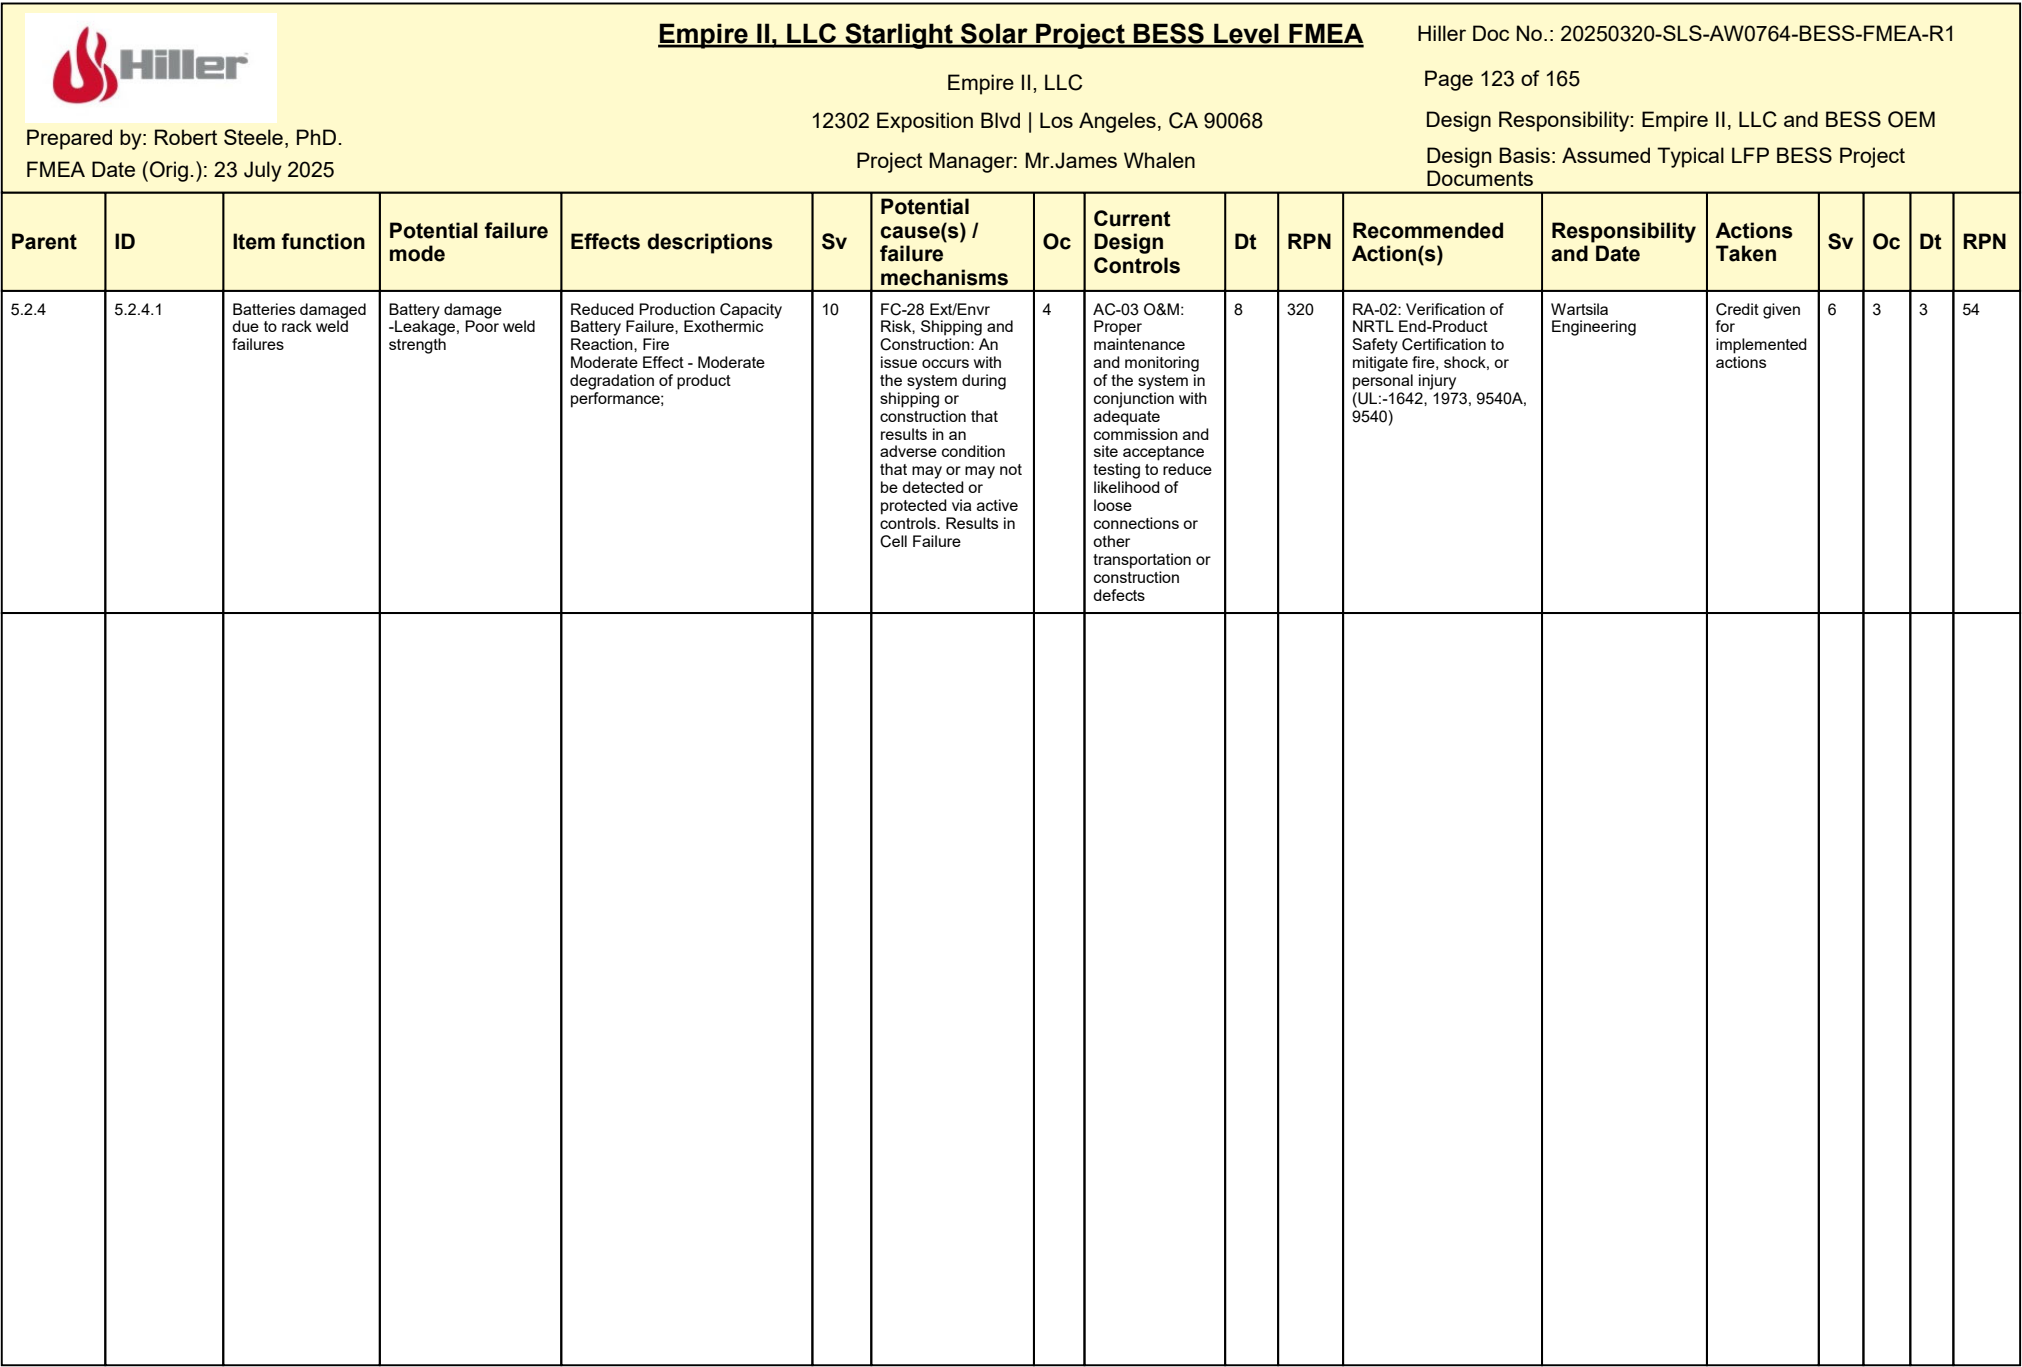 Hiller
Prepared by: Robert Steele, PhD.
FMEA Date (Orig.): 23 July 2025
Empire II, LLC Starlight Solar Project BESS Level FMEA
Empire II, LLC
12302 Exposition Blvd | Los Angeles, CA 90068
Project Manager: Mr.James Whalen
Hiller Doc No.: 20250320-SLS-AW0764-BESS-FMEA-R1
Page 123 of 165
Design Responsibility: Empire II, LLC and BESS OEM
Design Basis: Assumed Typical LFP BESS Project
Documents
Parent
ID
Item function
Potential failure
mode
Effects descriptions
Sv
Potential
cause(s) /
failure
mechanisms
Oc
Current
Design
Controls
Dt
RPN
Recommended
Action(s)
Responsibility
and Date
Actions
Taken
Sv
Oc
Dt
RPN
5.2.4
5.2.4.1
Batteries damaged
due to rack weld
failures
Battery damage
-Leakage, Poor weld
strength
Reduced Production Capacity
Battery Failure, Exothermic
Reaction, Fire
Moderate Effect - Moderate
degradation of product
performance;
10
FC-28 Ext/Envr
Risk, Shipping and
Construction: An
issue occurs with
the system during
shipping or
construction that
results in an
adverse condition
that may or may not
be detected or
protected via active
controls. Results in
Cell Failure
4
AC-03 O&M:
Proper
maintenance
and monitoring
of the system in
conjunction with
adequate
commission and
site acceptance
testing to reduce
likelihood of
loose
connections or
other
transportation or
construction
defects
8
320
RA-02: Verification of
NRTL End-Product
Safety Certification to
mitigate fire, shock, or
personal injury
(UL:-1642, 1973, 9540A,
9540)
Wartsila
Engineering
Credit given
for
implemented
actions
6
3
3
54